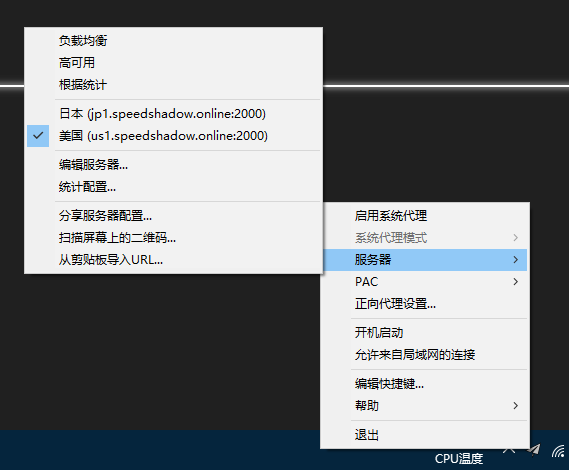 负载均衡
高可用
根据统计
日本 (jp1.speedshadow.online:2000)
美国 (us1.speedshadow.online:2000)
编辑服务器...
统计配置...
分享服务器配置...
扫描屏幕上的二维码...
从剪贴板导入URL...
启用系统代理
系统代理模式
服务器
PAC
正向代理设置...
开机启动
允许来自局域网的连接
编辑快捷键...
帮助
退出
CPU温度